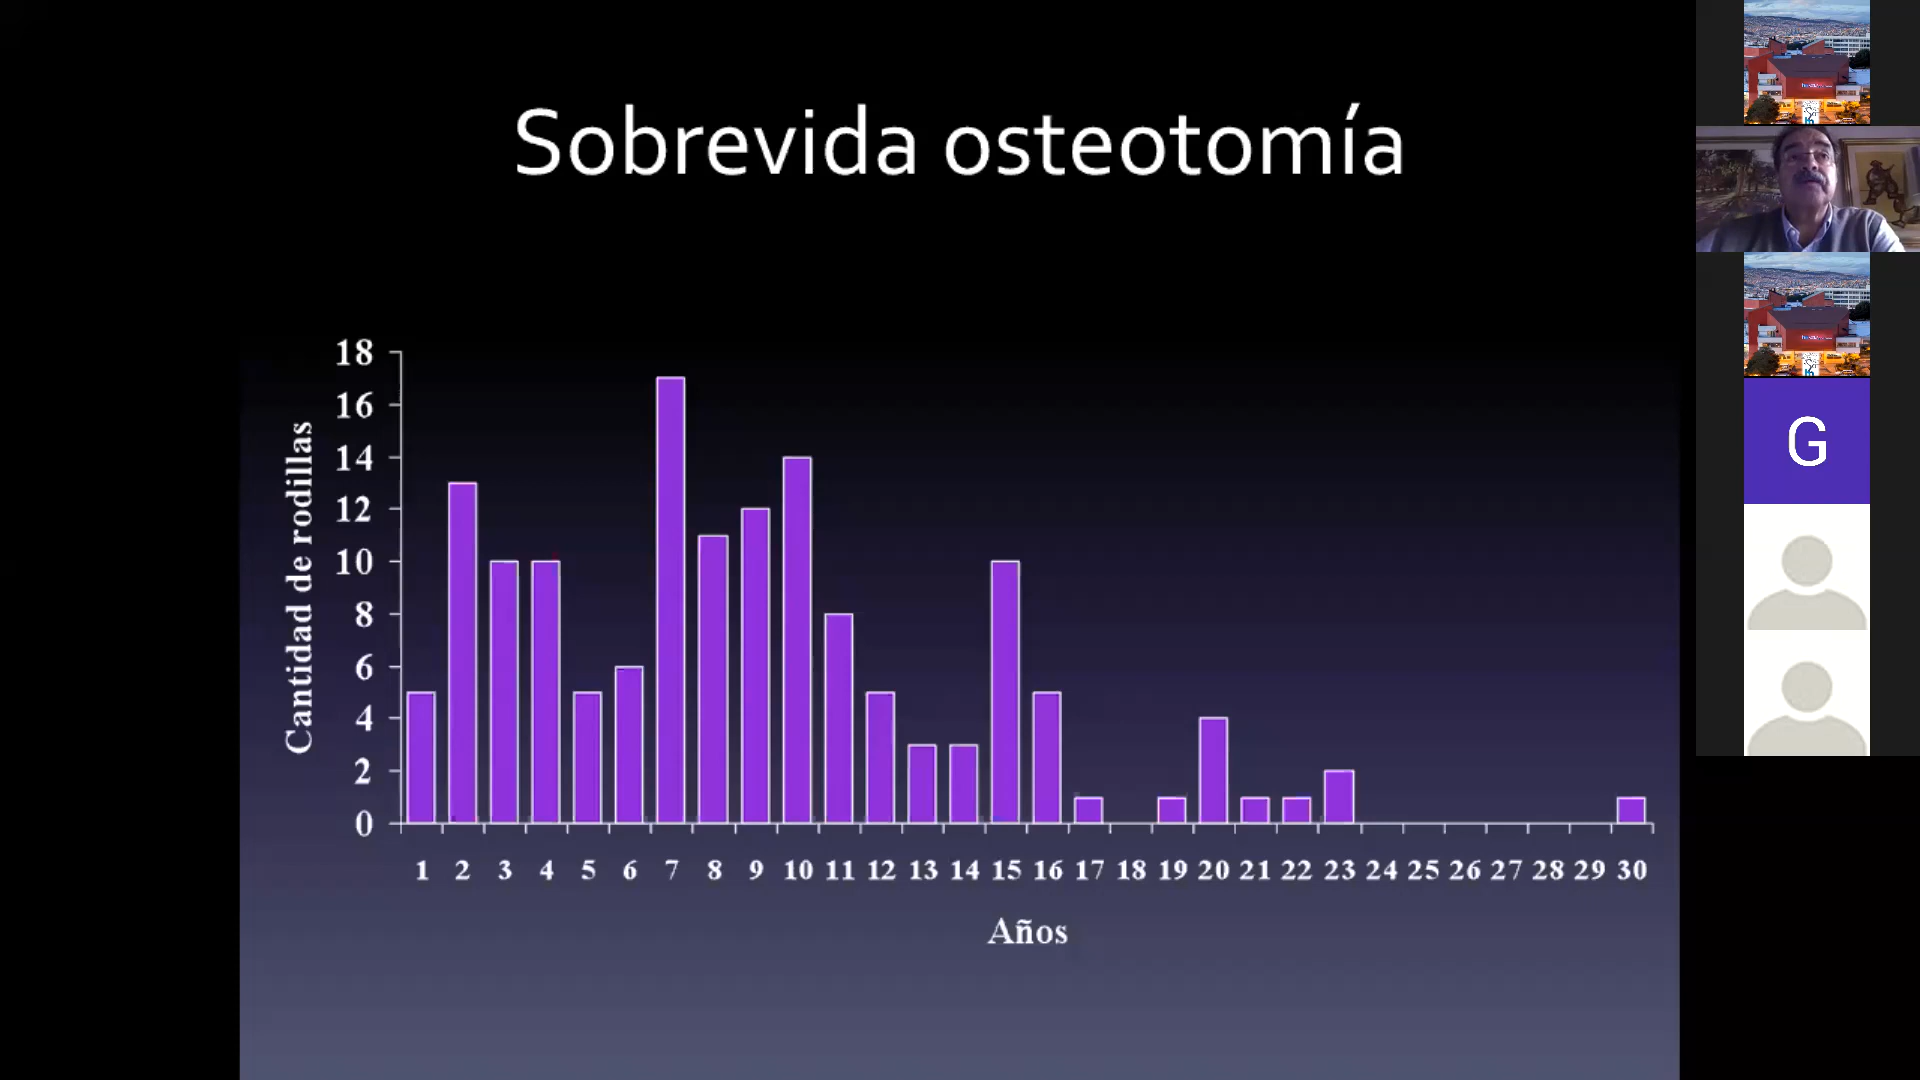 Sobrevida osteotomía
18
16
14
12
10
8
6
4
2
0
Cantidad de rodillas
1 2 3 4 5 6 7 8 9 10 11 12 13 14 15 16 17 18 19 20 21 22 23 24 25 26 27 28 29 30
Años
G